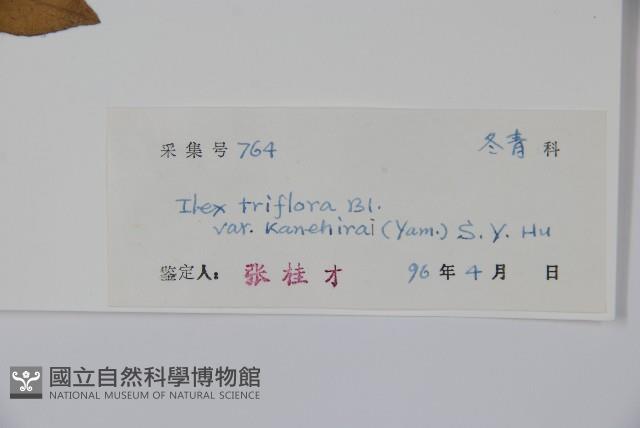 采集号 764 冬青 科
Ilex triflora Bl.
var. Kanehirai (Yam.) S. Y. Hu
鉴定人： 张桂才 96 年 4 月 日
國立自然科學博物館
NATIONAL MUSEUM OF NATURAL SCIENCE